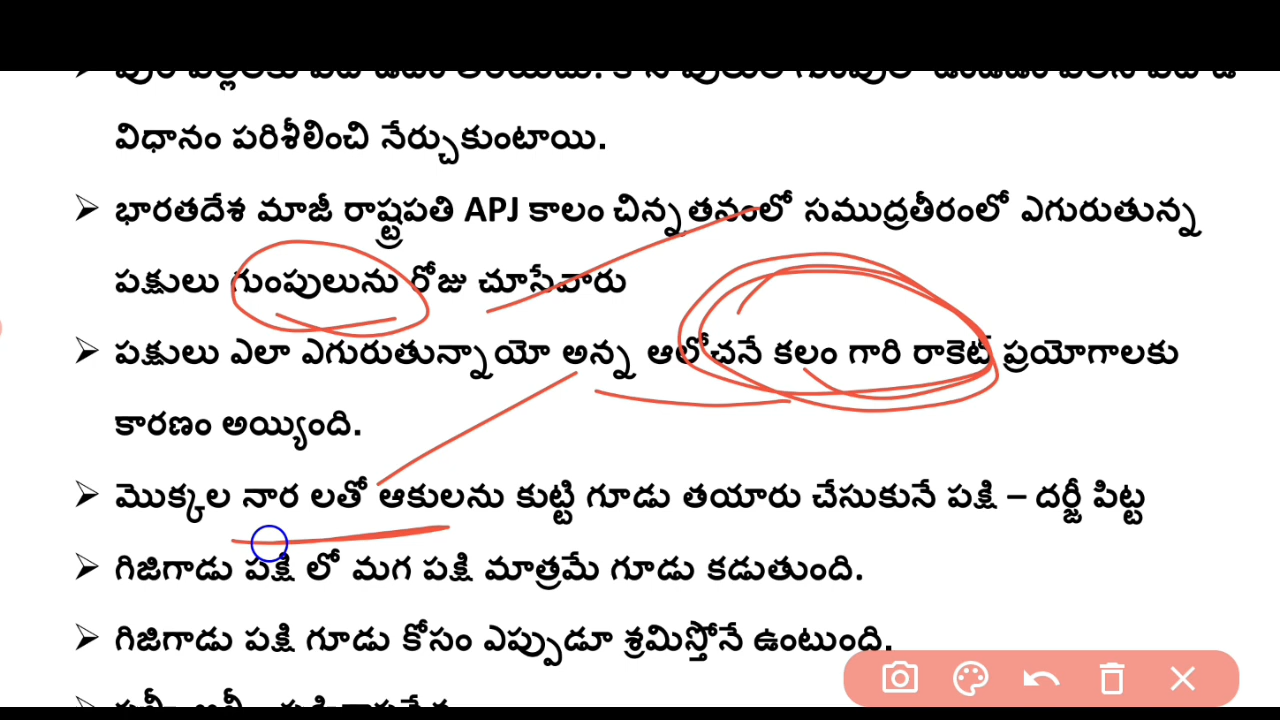 విధానం పరిశీలించి నేర్చుకుంటాయి.
➢ భారతదేశ మాజీ రాష్ట్రపతి APJ కాలం చిన్నతనంలో సముద్రతీరంలో ఎగురుతున్న
పక్షులు గుంపులును రోజు చూసేవారు
➢ పక్షులు ఎలా ఎగురుతున్నాయో అన్న ఆలోచనే కలం గారి రాకెట్ ప్రయోగాలకు
కారణం అయ్యింది.
➢ మొక్కల నార లతో ఆకులను కుట్టి గూడు తయారు చేసుకునే పక్షి – దర్జీ పిట్ట
➢ గిజిగాడు పక్షి లో మగ పక్షి మాత్రమే గూడు కడుతుంది.
➢ గిజిగాడు పక్షి గూడు కోసం ఎప్పుడూ శ్రమిస్తోనే ఉంటుంది.